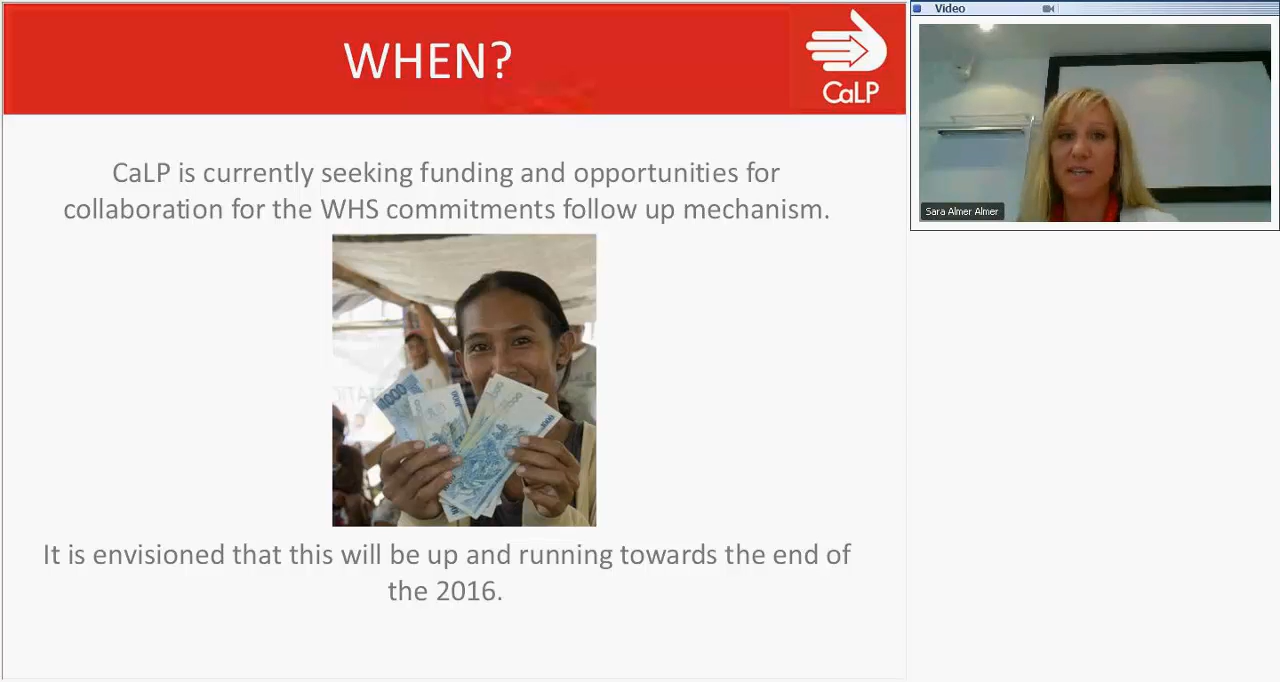 WHEN?
CaLP
CaLP is currently seeking funding and opportunities for
collaboration for the WHS commitments follow up mechanism.
1000
1000
It is envisioned that this will be up and running towards the end of
the 2016.
Video
Sara Almer Almer